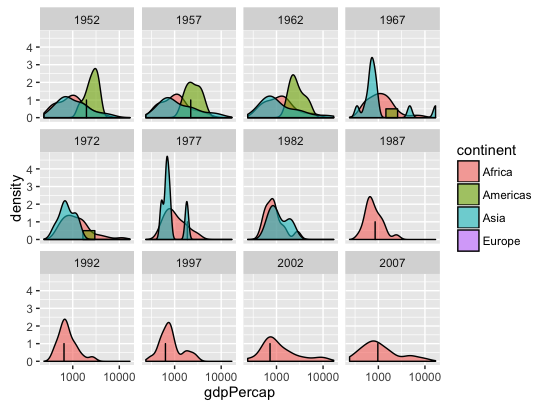 1952 1957 1962 1967
4
3
2
1
0
continent
Africa
Americas
Asia
Europe
density
1972 1977 1982 1987
4
3
2
1
0
1992 1997 2002 2007
4
3
2
1
0
1000 10000 1000 10000 1000 10000 1000 10000
gdpPercap